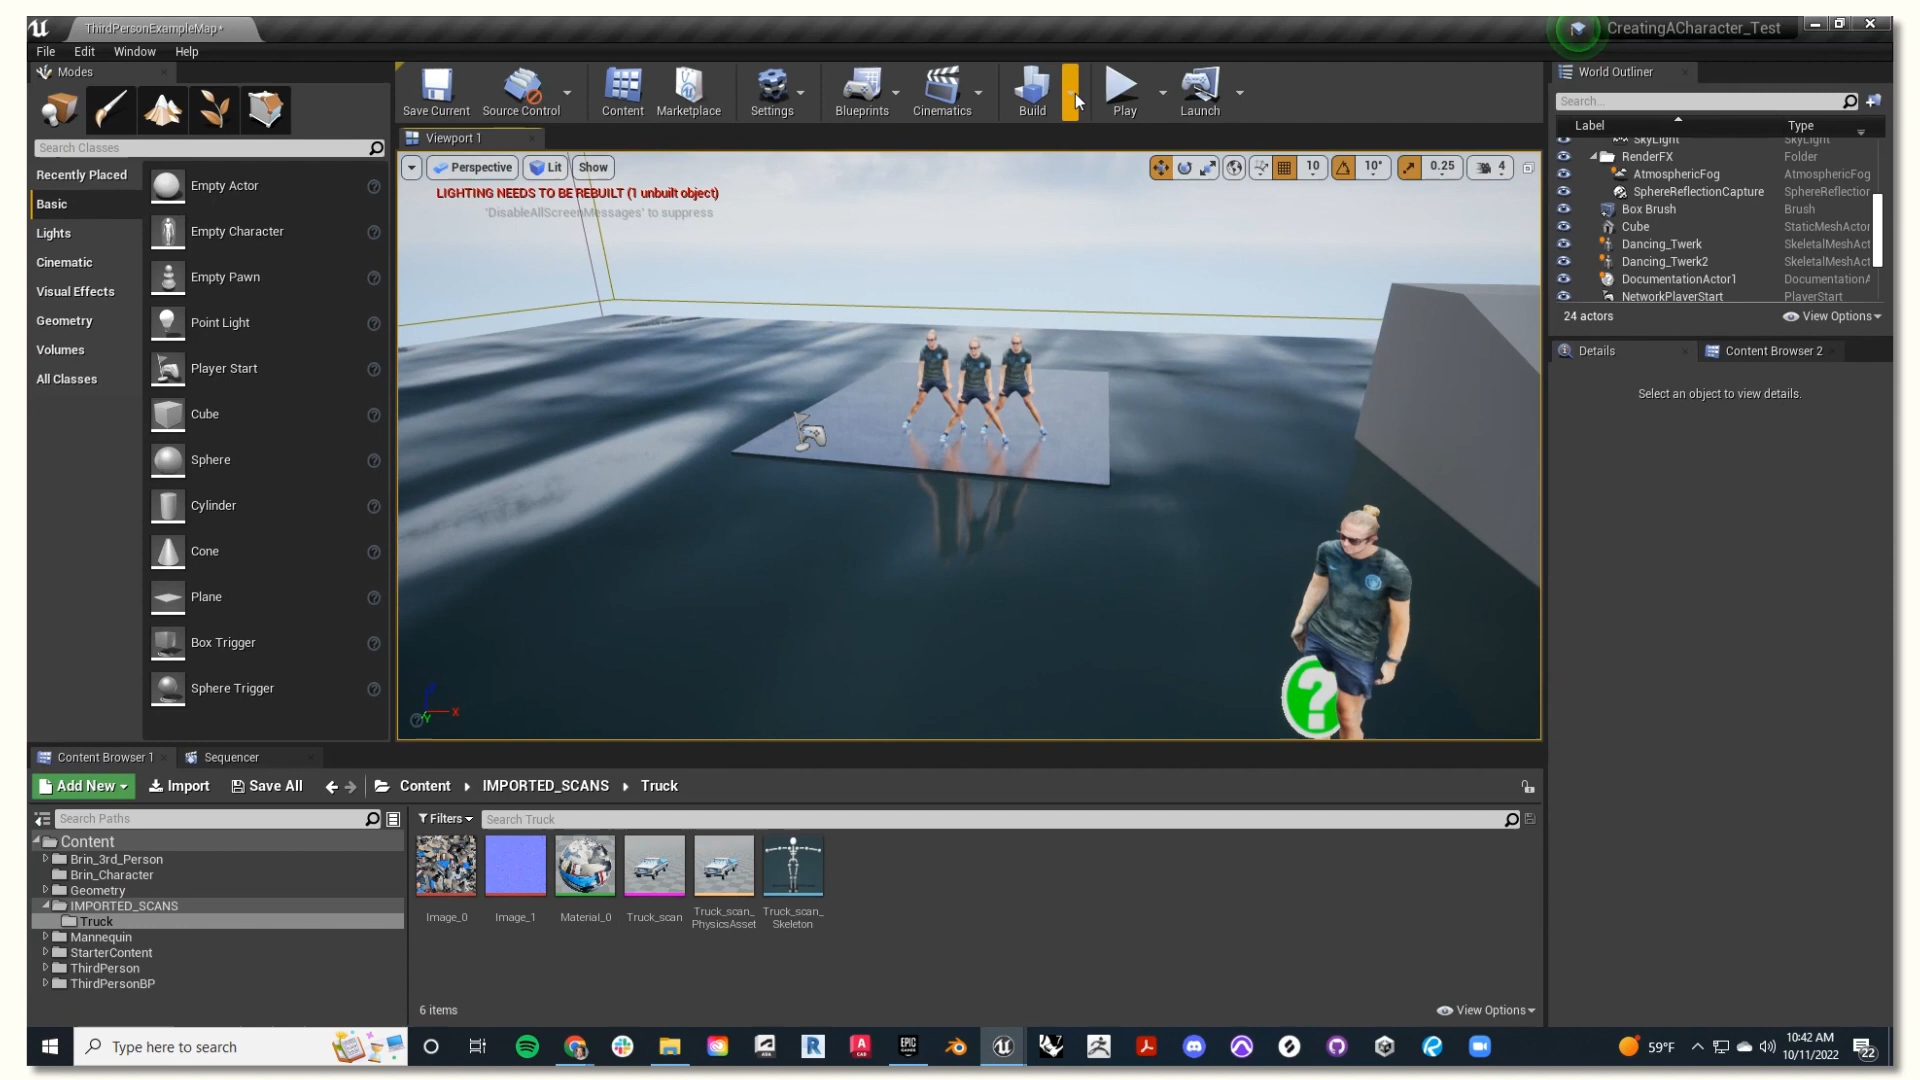 ThirdPersonExampleMap*
CreatingACharacter_Test
File Edit Window Help
Modes
Save Current
Source Control
Content
Marketplace
Settings
Blueprints
Cinematics
Build
Play
Launch
World Outliner
Search...
Label Type
SkyLight SkyLight
RenderFX Folder
AtmosphericFog AtmosphericFog
SphereReflectionCapture SphereReflection
Box Brush Brush
Cube StaticMeshActor
Dancing_Twerk SkeletalMeshAct
Dancing_Twerk2 SkeletalMeshAct
DocumentationActor1 DocumentationA
NetworkPlayerStart PlayerStart
24 actors View Options
Details
Content Browser 2
Select an object to view details.
Search Classes
Recently Placed
Basic
Lights
Cinematic
Visual Effects
Geometry
Volumes
All Classes
Empty Actor
Empty Character
Empty Pawn
Point Light
Player Start
Cube
Sphere
Cylinder
Cone
Plane
Box Trigger
Sphere Trigger
Viewport 1
Perspective Lit Show
10 10° 0.25 4
LIGHTING NEEDS TO BE REBUILT (1 unbuilt object)
'DisableAllScreenMessages' to suppress
X
Y
?
Content Browser 1
Sequencer
Add New Import Save All Content IMPORTED_SCANS Truck
Search Paths
Content
Brin_3rd_Person
Brin_Character
Geometry
IMPORTED_SCANS
Truck
Mannequin
StarterContent
ThirdPerson
ThirdPersonBP
Filters Search Truck
Image_0
Image_1
Material_0
Truck_scan
Truck_scan_
PhysicsAsset
Truck_scan_
Skeleton
6 items View Options
Type here to search
59°F
10:42 AM
10/11/2022
22